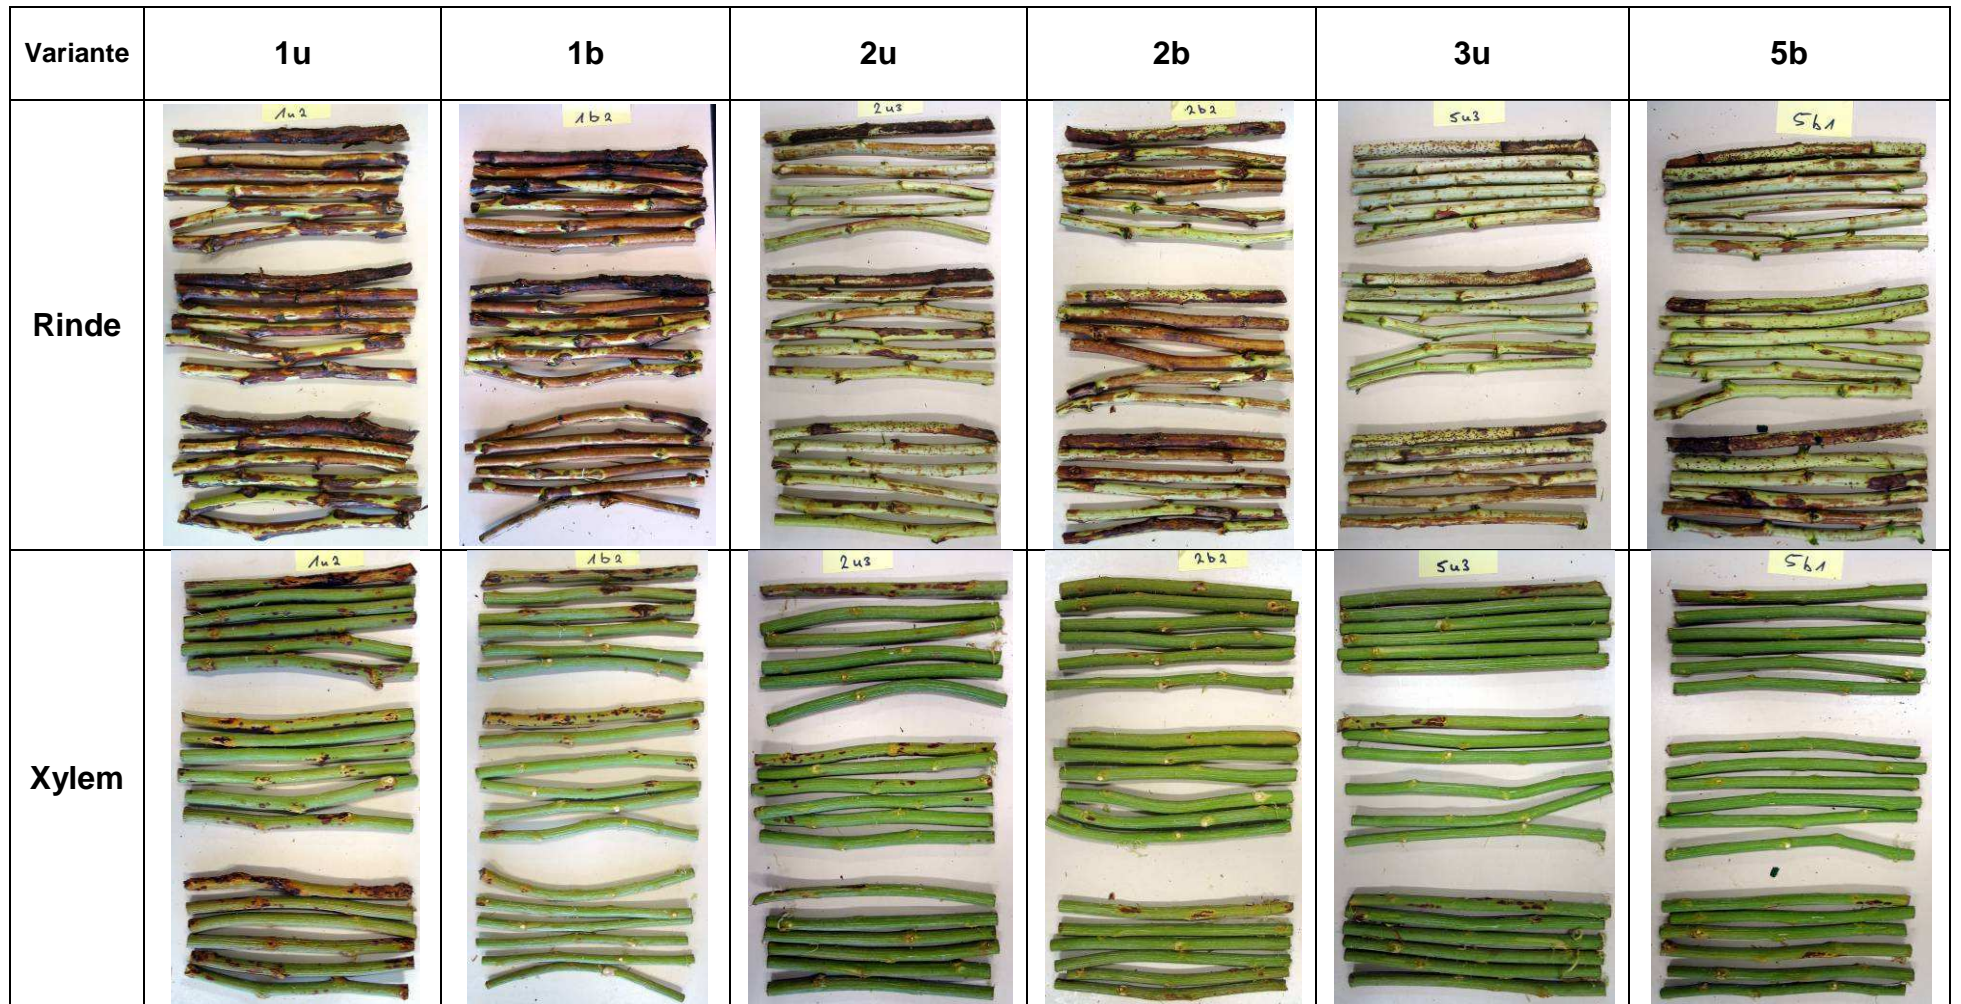 Variante 1u 1b 2u 2b 3u 5b
Rinde
1u2 1b2 2u3 2b2 5u3 5b1
Xylem
1u2 1b2 2u3 2b2 5u3 5b1